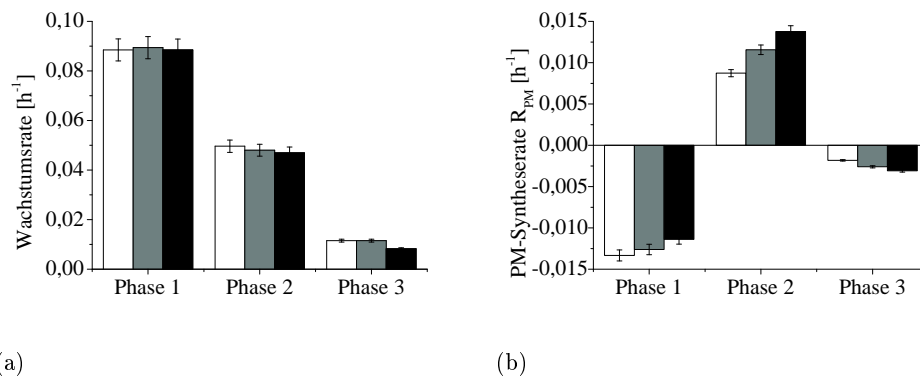 0,10
0,08
0,06
0,04
0,02
0,00
Wachstumsrate [h-1]
Phase 1 Phase 2 Phase 3
(a)
0,015
0,010
0,005
0,000
-0,005
-0,010
-0,015
PM-Syntheserate RPM [h-1]
Phase 1 Phase 2 Phase 3
(b)